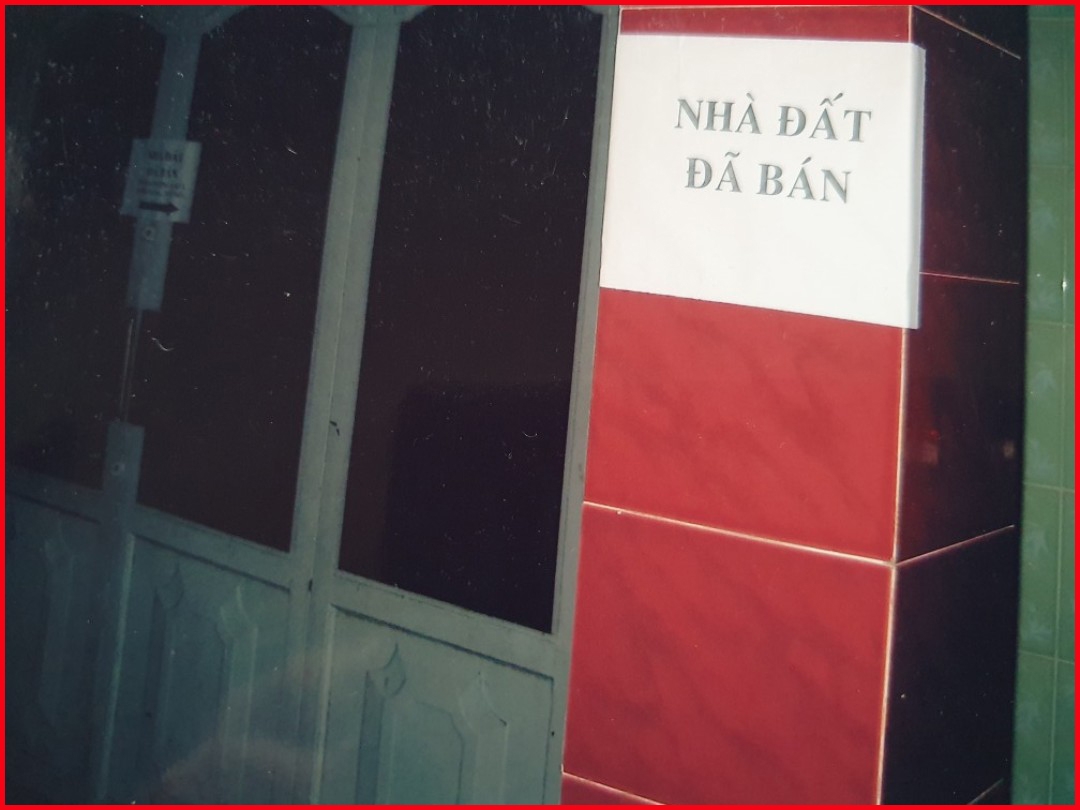 NHÀ ĐẤT
ĐÃ BÁN